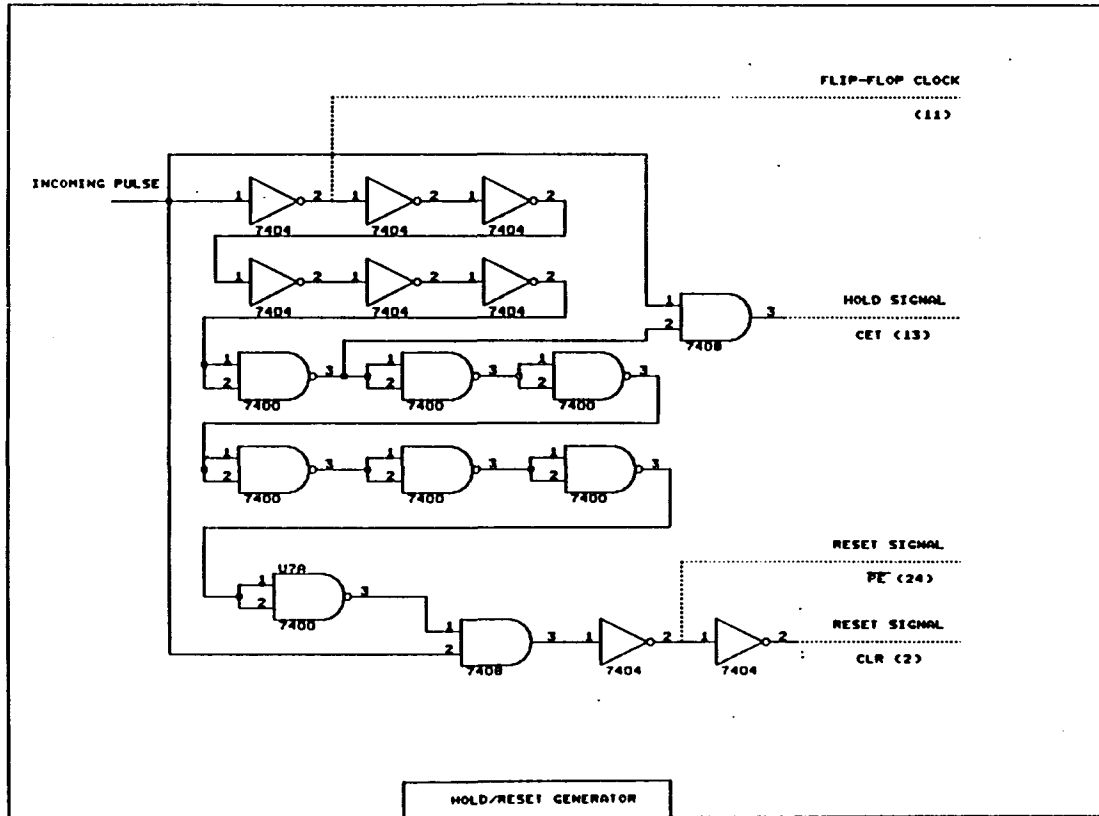 FLIP-FLOP CLOCK
(11)
INCOMING PULSE
1 2 1 2 1 2
7404 7404 7404
1 2 1 2 1 2
7404 7404 7404
1
2
3
7408
HOLD SIGNAL
CET (13)
1 1 1
2 3 2 3 2 3
7400 7400 7400
1 1 1
2 3 2 3 2 3
7400 7400 7400
U7A
1
2
3
7400
1
2
3
7408
1 2 1 2
7404 7404
RESET SIGNAL
PE (24)
RESET SIGNAL
CLR (2)
HOLD/RESET GENERATOR